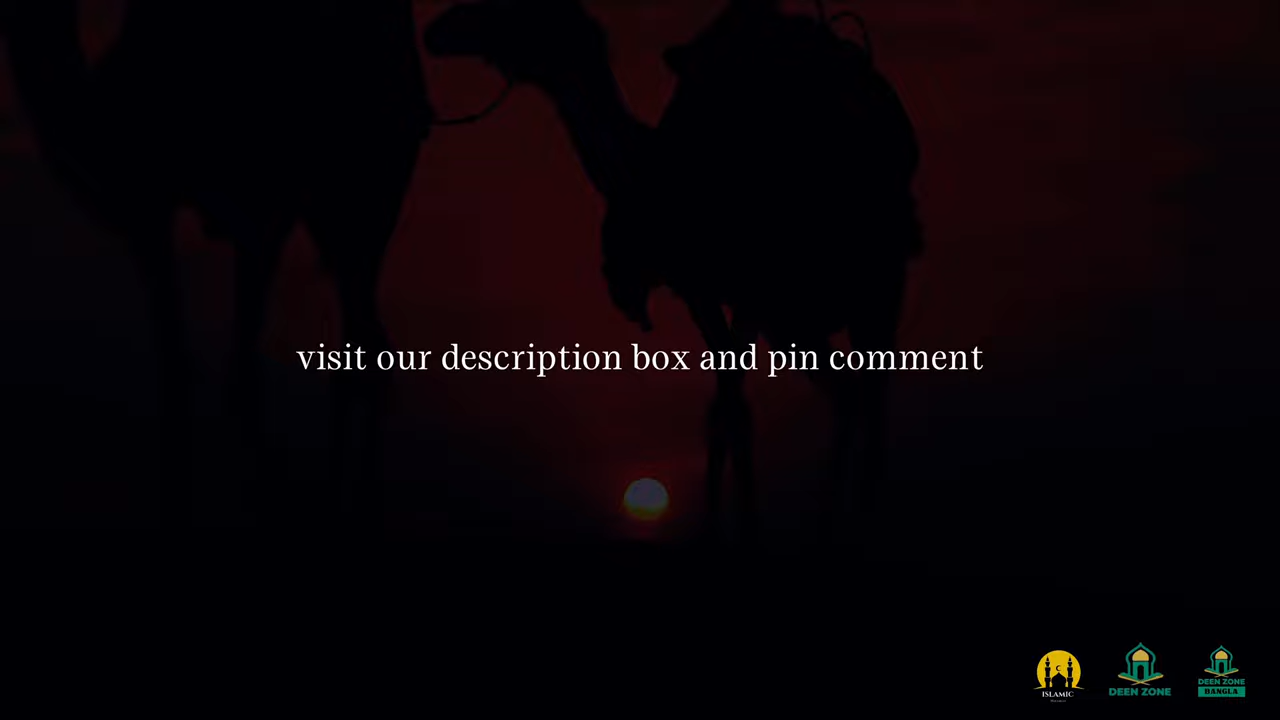 visit our description box and pin comment
ISLAMIC
DEEN ZONE
DEEN ZONE
BANGLA